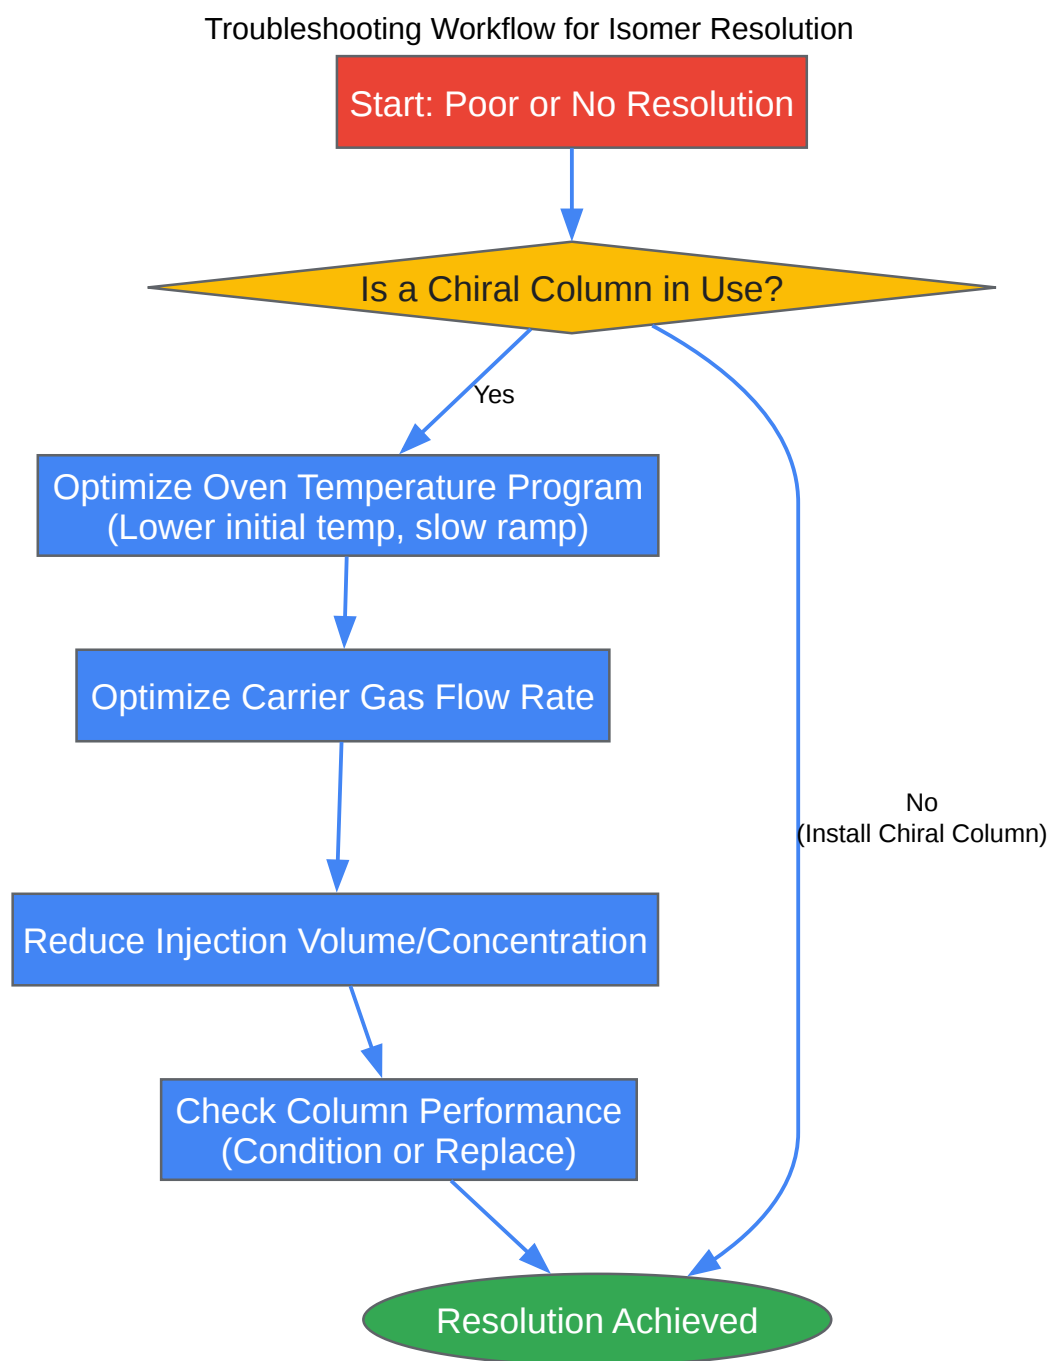 Troubleshooting Workflow for Isomer Resolution
Start: Poor or No Resolution
Is a Chiral Column in Use?
Yes
Optimize Oven Temperature Program
(Lower initial temp, slow ramp)
Optimize Carrier Gas Flow Rate
No
(Install Chiral Column)
Reduce Injection Volume/Concentration
Check Column Performance
(Condition or Replace)
Resolution Achieved